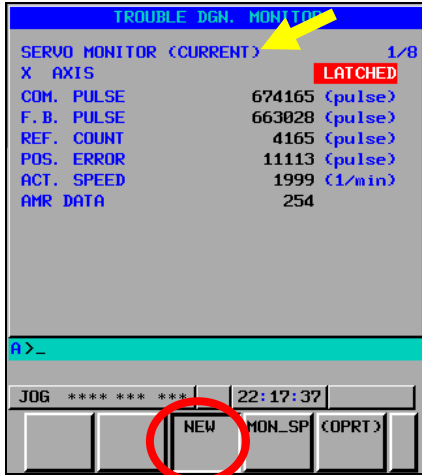 TROUBLE DGN. MONITOR
SERVO MONITOR (CURRENT) 1/8
X AXIS LATCHED
COM. PULSE 674165 (pulse)
F.B. PULSE 663028 (pulse)
REF. COUNT 4165 (pulse)
POS. ERROR 11113 (pulse)
ACT. SPEED 1999 (1/min)
AMR DATA 254
A>_
JOG **** *** *** 22:17:37
NEW MON_SP (OPRT)